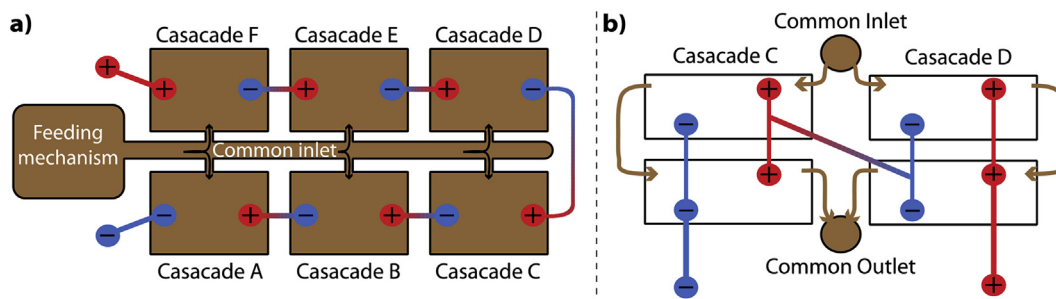 a)
Casacade F
Casacade E
Casacade D
+
+
−
+
−
+
−
Feeding
mechanism
Common inlet
−
−
+
−
+
−
+
Casacade A
Casacade B
Casacade C
b)
Common Inlet
Casacade C
Casacade D
+
+
−
−
+
+
−
−
Common Outlet
−
+